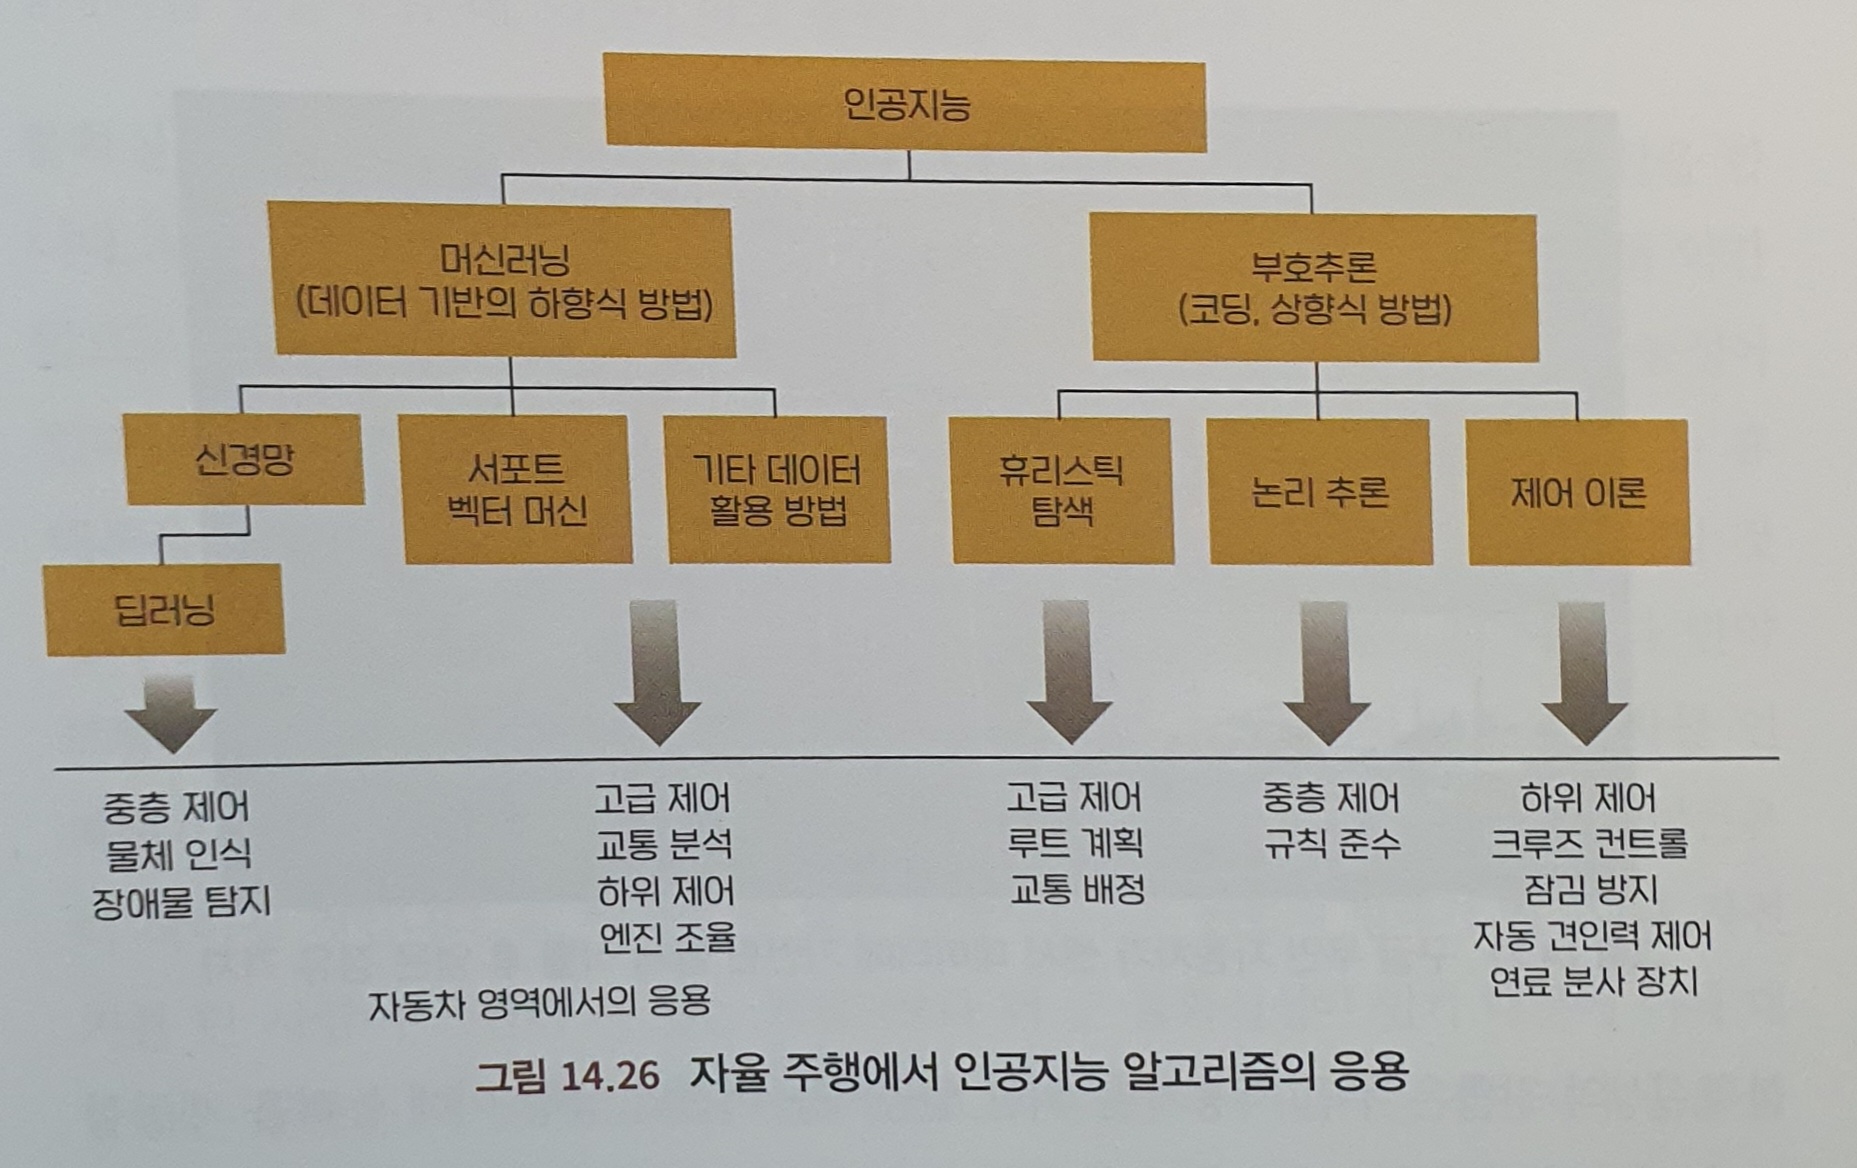 인공지능
머신러닝
(데이터 기반의 하향식 방법)
부호추론
(코딩, 상향식 방법)
신경망
서포트
벡터 머신
기타 데이터
활용 방법
휴리스틱
탐색
논리 추론
제어 이론
딥러닝
중층 제어
물체 인식
장애물 탐지
고급 제어
교통 분석
하위 제어
엔진 조율
고급 제어
루트 계획
교통 배정
중층 제어
규칙 준수
하위 제어
크루즈 컨트롤
잠김 방지
자동 견인력 제어
연료 분사 장치
자동차 영역에서의 응용
그림 14.26 자율 주행에서 인공지능 알고리즘의 응용